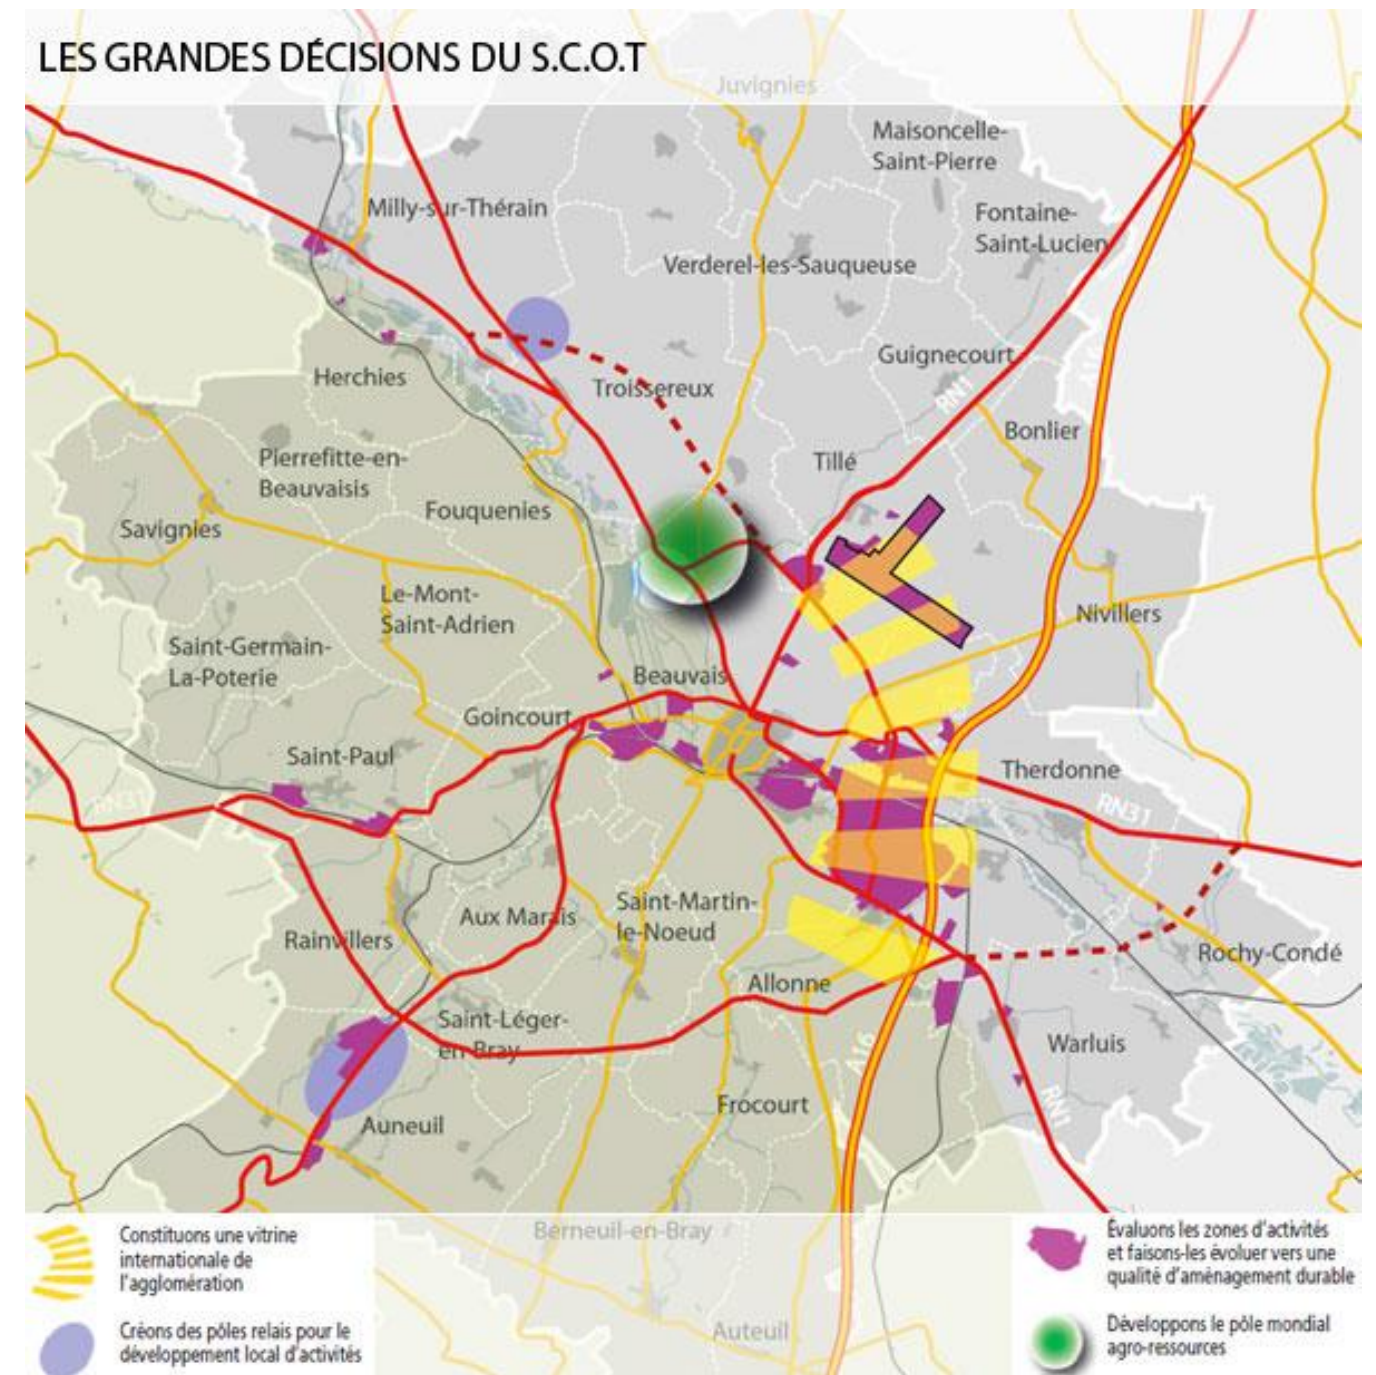 LES GRANDES DÉCISIONS DU S.C.O.T
Juvignies
Maisoncelle-
Saint-Pierre
Milly-sur-Thérain
Fontaine-
Saint-Lucien
Verderel-les-Sauqueuse
Guignecourt
Herchies
Troissereux
RN1
Bonlier
Pierrefitte-en-
Beauvaisis
Tillé
Fouquenies
Savignies
Le-Mont-
Saint-Adrien
Nivillers
Saint-Germain-
La-Poterie
Beauvais
Goincourt
Saint-Paul
Therdonne
RN31
RN31
Saint-Martin-
le-Noeud
Aux Marais
Rainvillers
Rochy-Condé
Allonne
Saint-Léger-
en-Bray
A16
Warluis
RN1
Frocourt
Auneuil
Berneuil-en-Bray
Auteuil
Constituons une vitrine
internationale de
l'agglomération
Créons des pôles relais pour le
développement local d'activités
Évaluons les zones d'activités
et faisons-les évoluer vers une
qualité d'aménagement durable
Développons le pôle mondial
agro-ressources